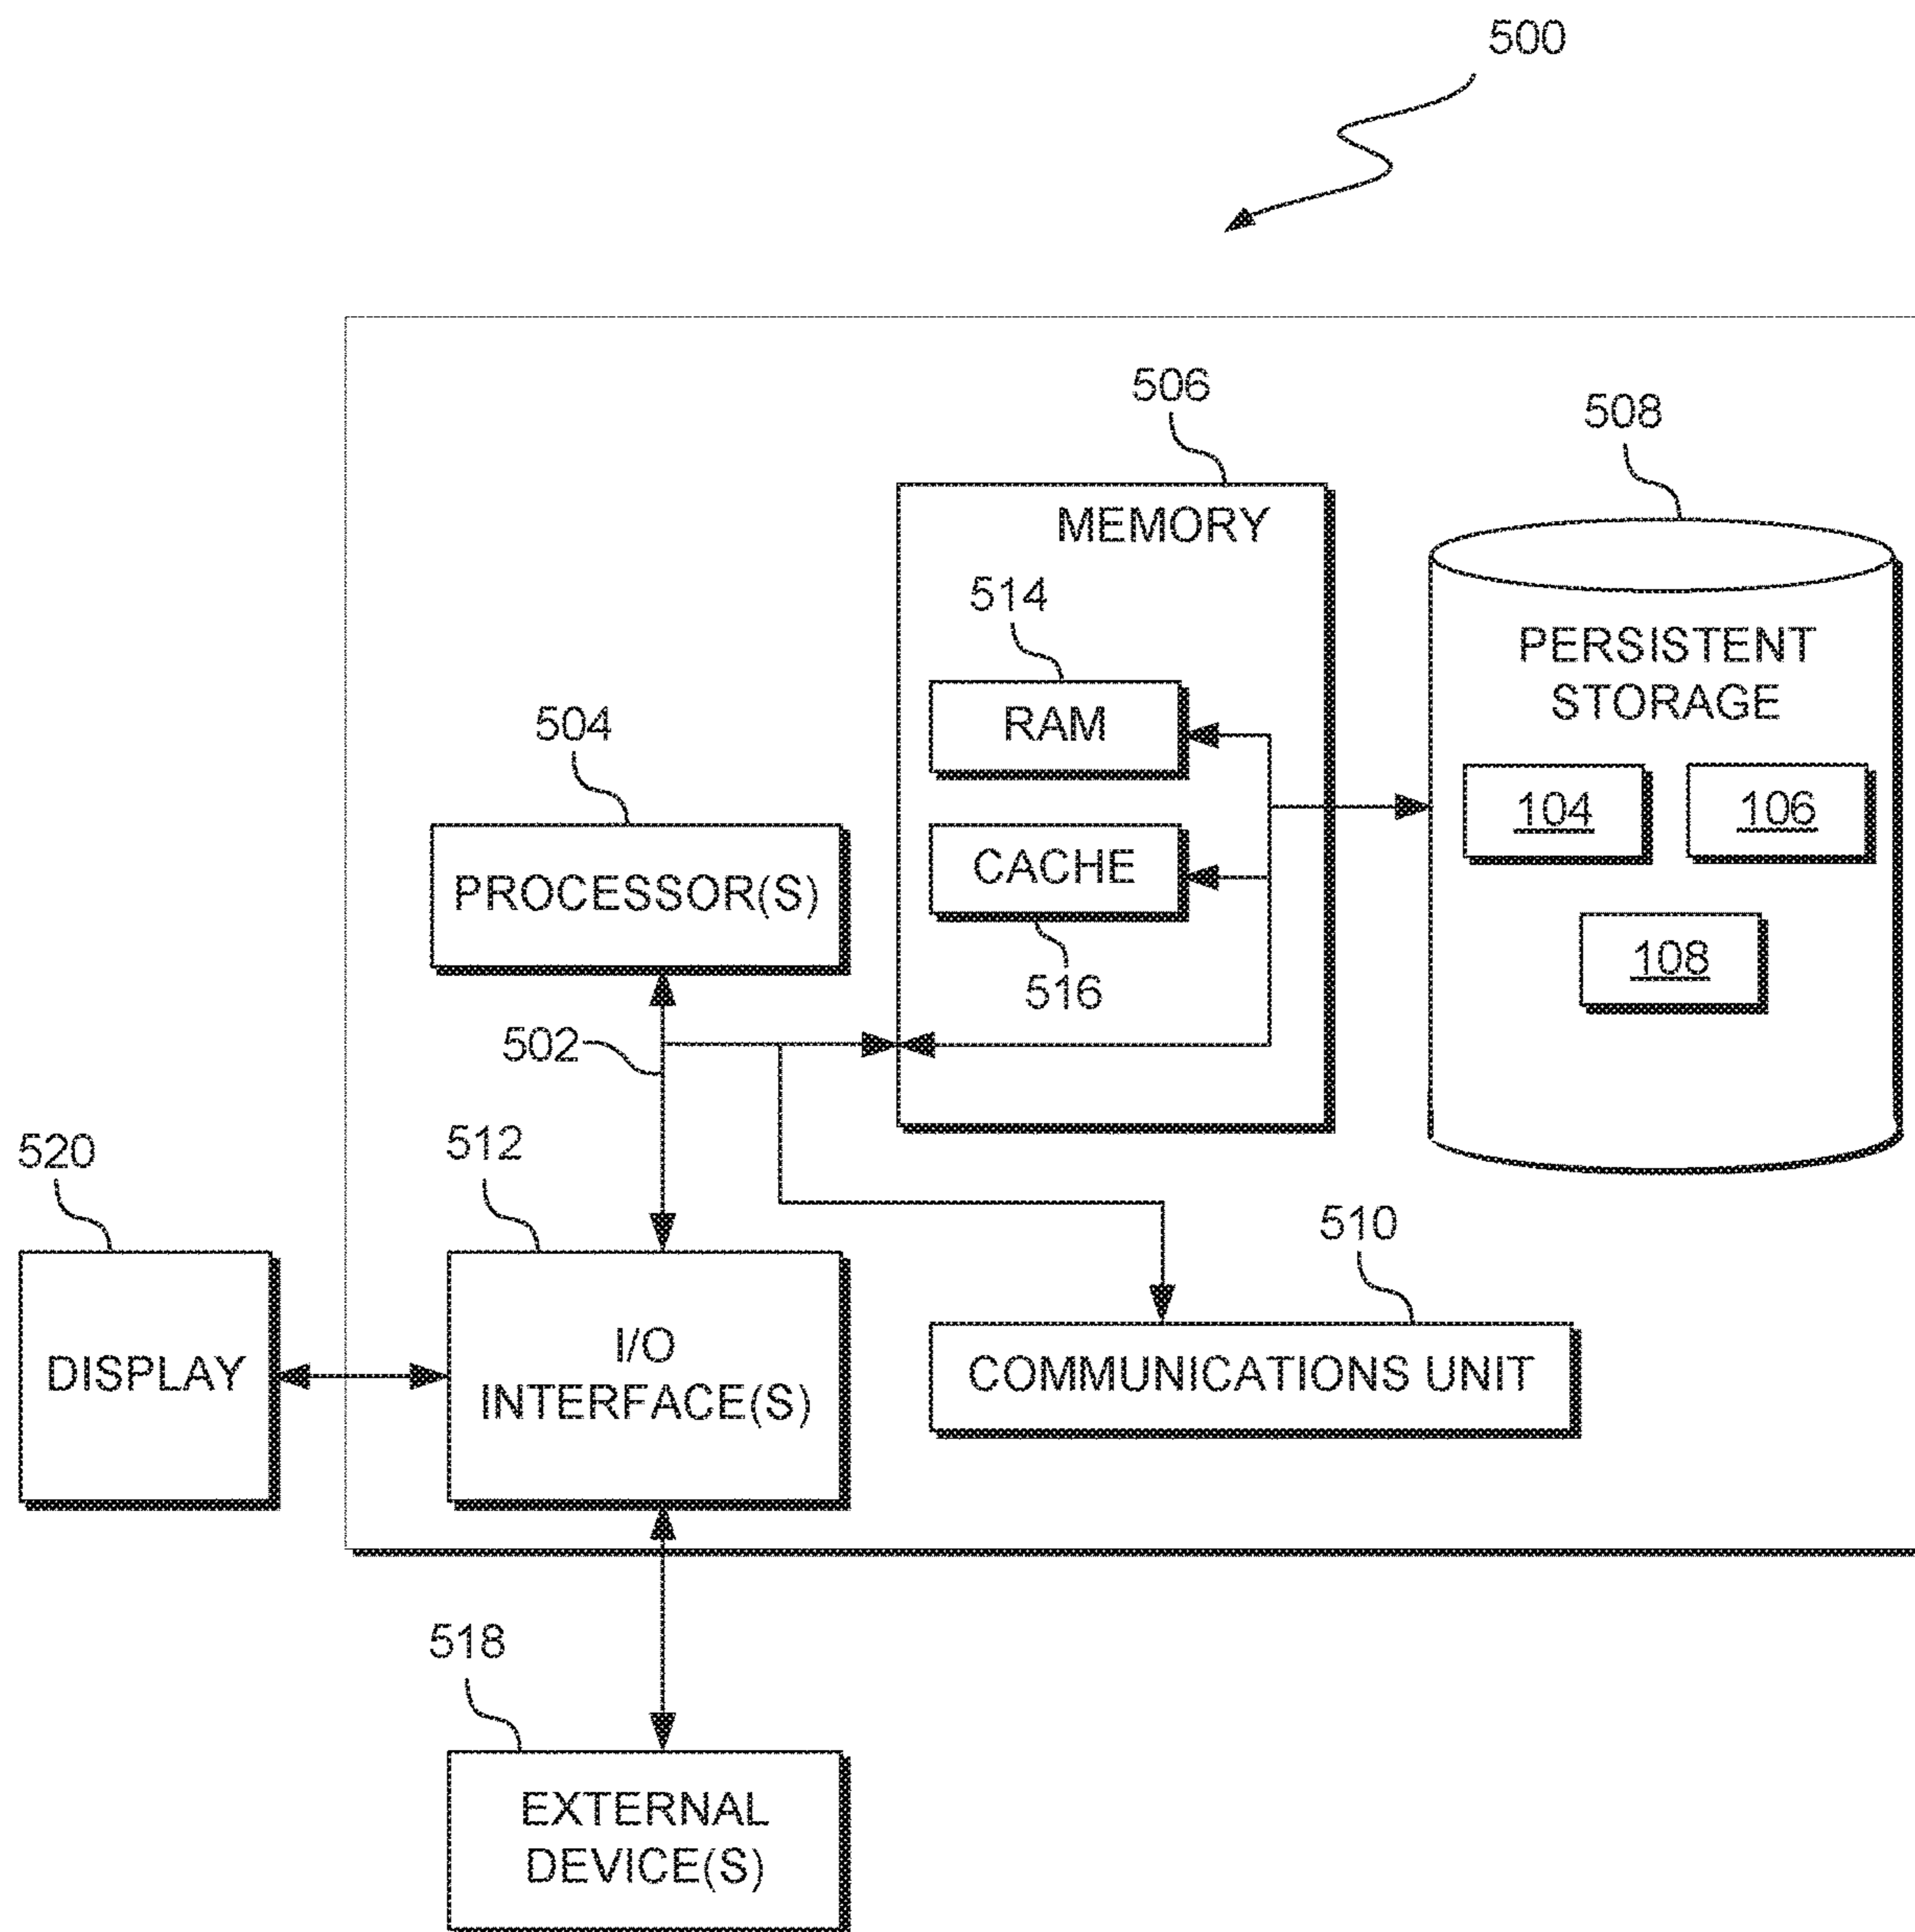 500
506
508
MEMORY
514
PERSISTENT
STORAGE
RAM
504
104
106
CACHE
PROCESSOR(S)
108
516
502
512
520
510
I/O
INTERFACE(S)
DISPLAY
COMMUNICATIONS UNIT
518
EXTERNAL
DEVICE(S)